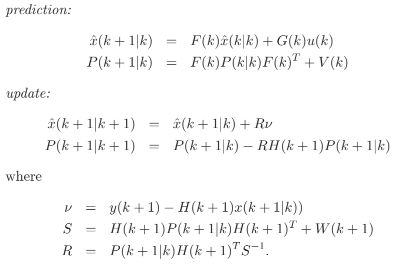 prediction:
x̂(k + 1|k) = F(k)x̂(k|k) + G(k)u(k)
P(k + 1|k) = F(k)P(k|k)F(k)ᵀ + V(k)
update:
x̂(k + 1|k + 1) = x̂(k + 1|k) + Rν
P(k + 1|k + 1) = P(k + 1|k) − RH(k + 1)P(k + 1|k)
where
ν = y(k + 1) − H(k + 1)x(k + 1|k))
S = H(k + 1)P(k + 1|k)H(k + 1)ᵀ + W(k + 1)
R = P(k + 1|k)H(k + 1)ᵀS⁻¹.